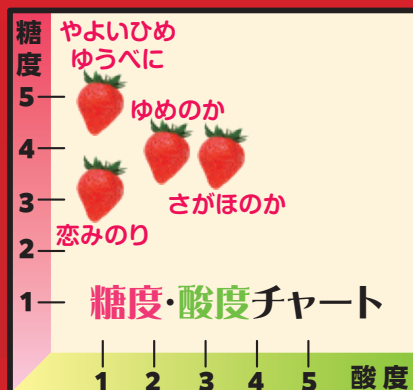 糖度
やよいひめ
ゆうべに
5
ゆめのか
4
3
さがほのか
恋みのり
2
1
糖度・酸度チャート
1 2 3 4 5 酸度